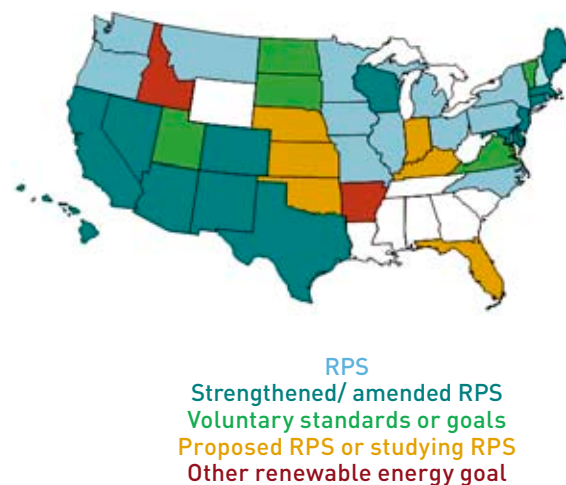 RPS
Strengthened/ amended RPS
Voluntary standards or goals
Proposed RPS or studying RPS
Other renewable energy goal